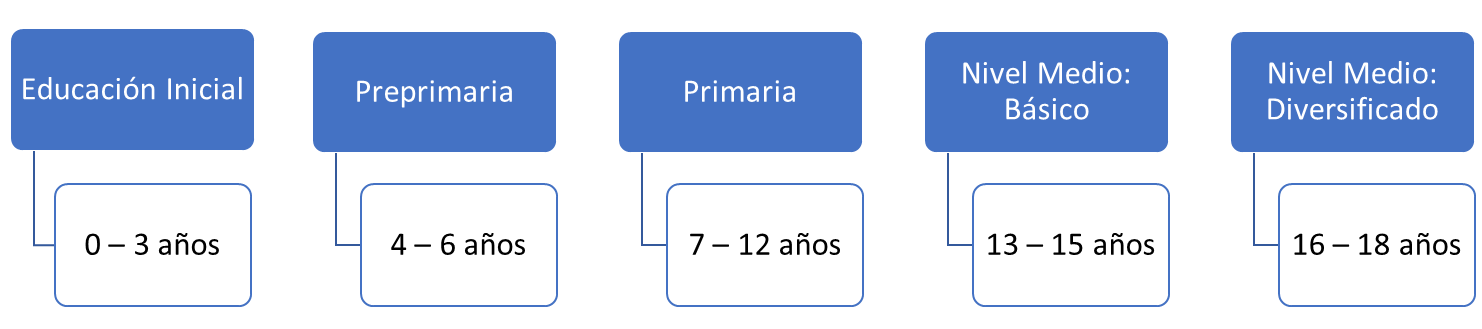 Educación Inicial
0 – 3 años
Preprimaria
4 – 6 años
Primaria
7 – 12 años
Nivel Medio:
Básico
13 – 15 años
Nivel Medio:
Diversificado
16 – 18 años